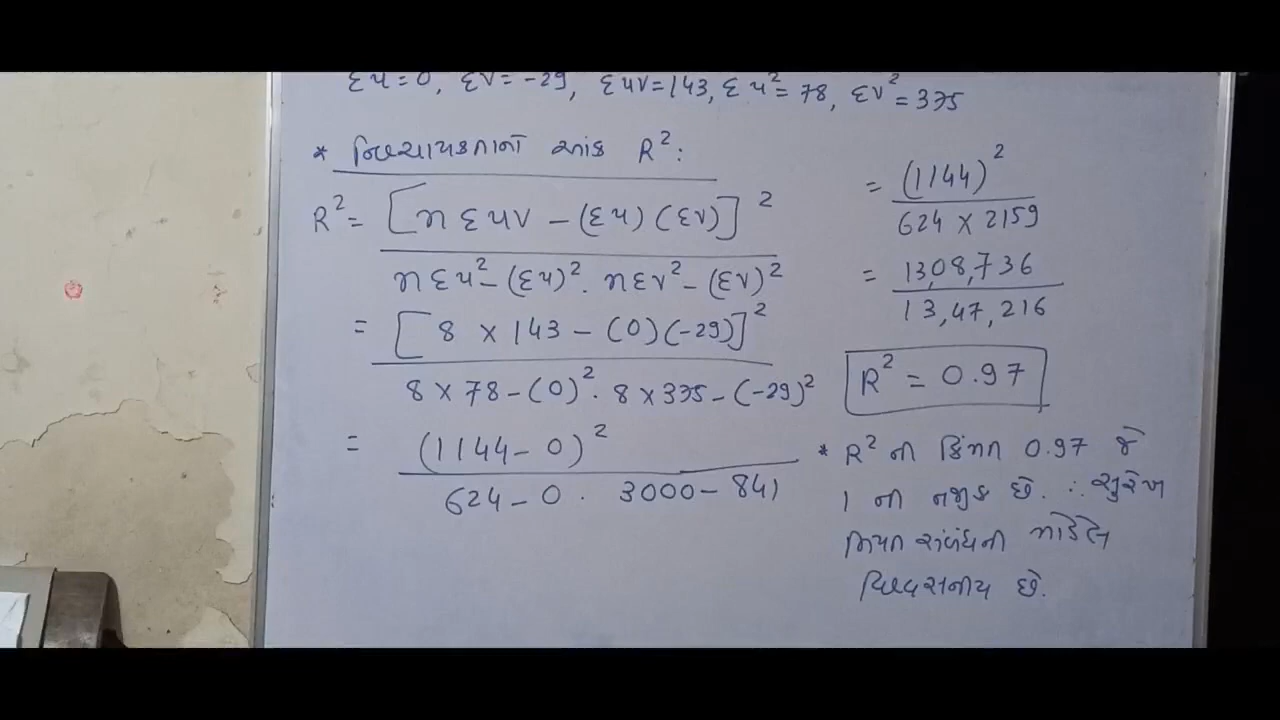 Σu=0, Σv=-29, Σuv=143, Σu²=78, Σv²=375
* નિશ્ચાયકતાનો આંક R²:
R² = [nΣuv - (Σu)(Σv)]²
nΣu² - (Σu)² . nΣv² - (Σv)²
= [8 × 143 - (0)(-29)]²
8 × 78 - (0)² . 8 × 375 - (-29)²
= (1144 - 0)²
624 - 0 . 3000 - 841
= (1144)²
624 × 2159
= 1308,736
13,47,216
R² = 0.97
* R² ની કિંમત 0.97 જે
1 ની નજીક છે. ∴ સુરેખ
નિયત સંબંધની મોડેલ
વિશ્વસનીય છે.